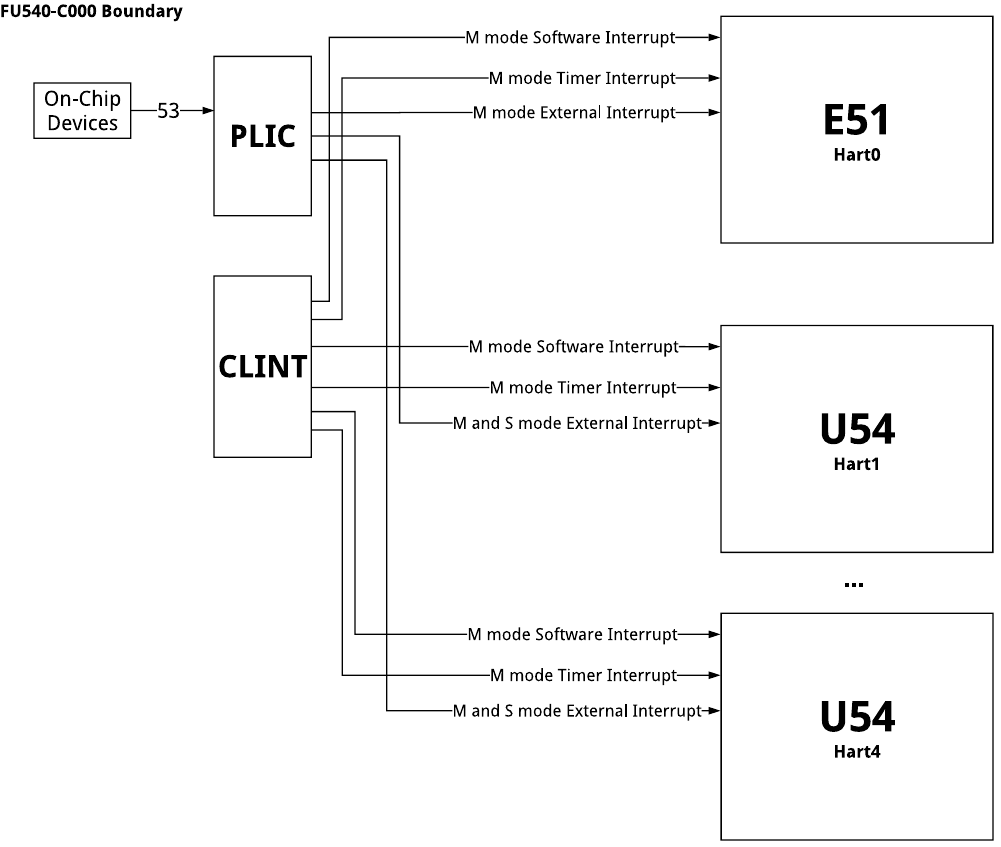 FU540-C000 Boundary
M mode Software Interrupt
M mode Timer Interrupt
M mode External Interrupt
On-Chip
Devices
53
PLIC
E51
Hart0
CLINT
M mode Software Interrupt
M mode Timer Interrupt
M and S mode External Interrupt
U54
Hart1
...
M mode Software Interrupt
M mode Timer Interrupt
M and S mode External Interrupt
U54
Hart4